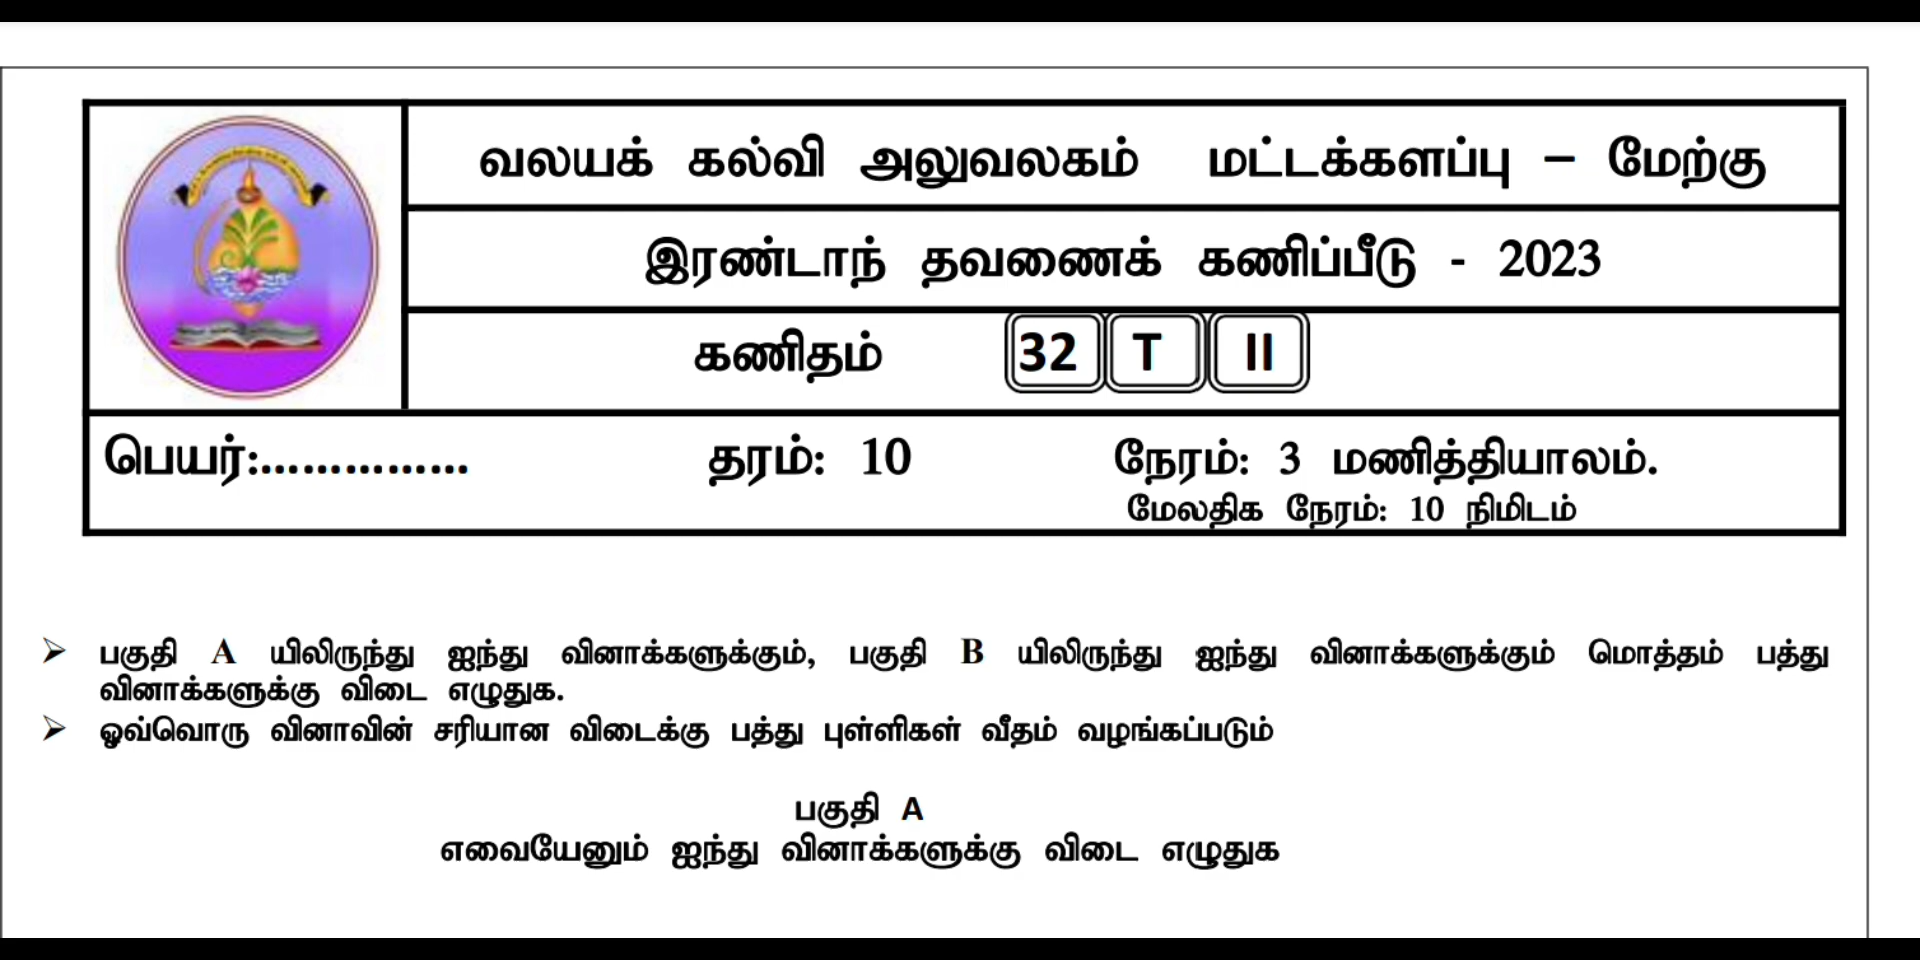 வலயக் கல்வி அலுவலகம் மட்டக்களப்பு – மேற்கு
இரண்டாந் தவணைக் கணிப்பீடு - 2023
கணிதம் 32 T II
பெயர்:............... தரம்: 10 நேரம்: 3 மணித்தியாலம்.
மேலதிக நேரம்: 10 நிமிடம்
➢ பகுதி A யிலிருந்து ஐந்து வினாக்களுக்கும், பகுதி B யிலிருந்து ஐந்து வினாக்களுக்கும் மொத்தம் பத்து
வினாக்களுக்கு விடை எழுதுக.
➢ ஒவ்வொரு வினாவின் சரியான விடைக்கு பத்து புள்ளிகள் வீதம் வழங்கப்படும்
பகுதி A
எவையேனும் ஐந்து வினாக்களுக்கு விடை எழுதுக